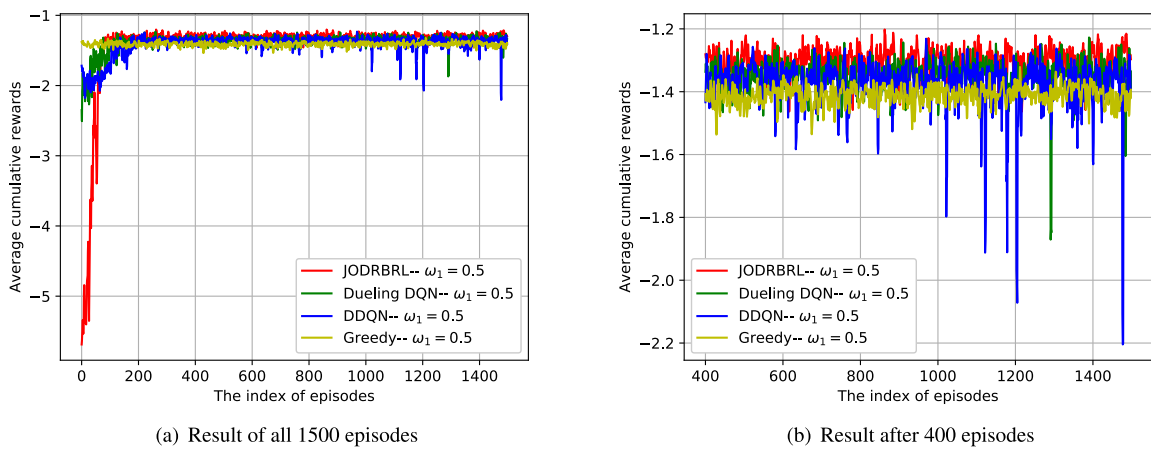 −1
−2
−3
−4
−5
Average cumulative rewards
0
200
400
600
800
1000
1200
1400
The index of episodes
JODRBRL-- ω₁ = 0.5
Dueling DQN-- ω₁ = 0.5
DDQN-- ω₁ = 0.5
Greedy-- ω₁ = 0.5
(a) Result of all 1500 episodes
−1.2
−1.4
−1.6
−1.8
−2.0
−2.2
Average cumulative rewards
400
600
800
1000
1200
1400
The index of episodes
JODRBRL-- ω₁ = 0.5
Dueling DQN-- ω₁ = 0.5
DDQN-- ω₁ = 0.5
Greedy-- ω₁ = 0.5
(b) Result after 400 episodes